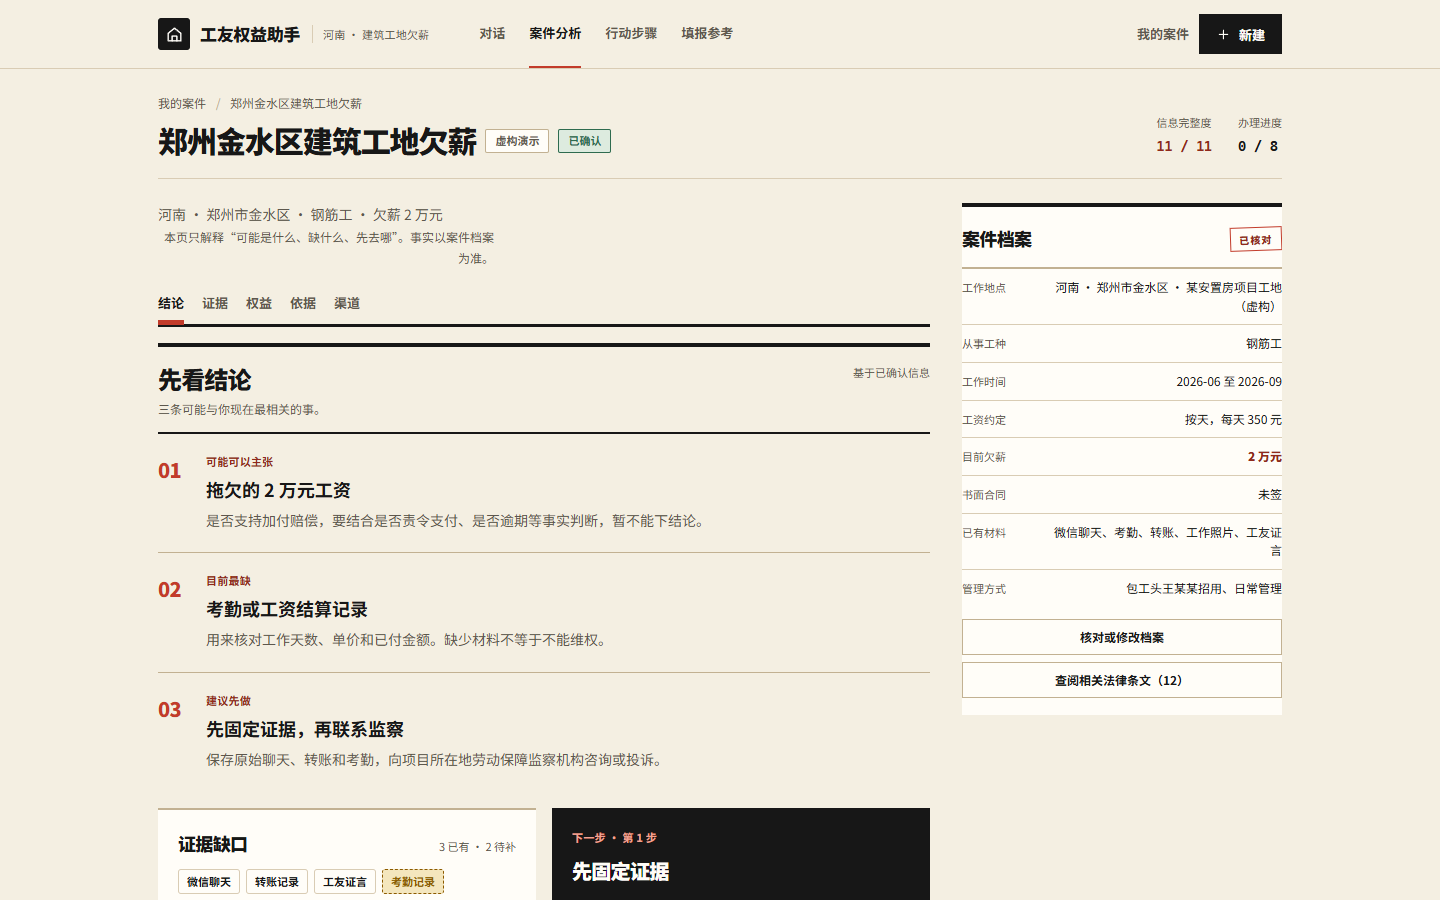 工友权益助手
河南 · 建筑工地欠薪
对话
案件分析
行动步骤
填报参考
我的案件
+ 新建
我的案件 / 郑州金水区建筑工地欠薪
郑州金水区建筑工地欠薪
虚构演示
已确认
信息完整度
11 / 11
办理进度
0 / 8
河南 · 郑州市金水区 · 钢筋工 · 欠薪 2 万元
本页只解释“可能是什么、缺什么、先去哪”。事实以案件档案
为准。
结论
证据
权益
依据
渠道
先看结论
基于已确认信息
三条可能与你现在最相关的事。
01
可能可以主张
拖欠的 2 万元工资
是否支持加付赔偿，要结合是否责令支付、是否逾期等事实判断，暂不能下结论。
02
目前最缺
考勤或工资结算记录
用来核对工作天数、单价和已付金额。缺少材料不等于不能维权。
03
建议先做
先固定证据，再联系监察
保存原始聊天、转账和考勤，向项目所在地劳动保障监察机构咨询或投诉。
证据缺口
3 已有 · 2 待补
微信聊天
转账记录
工友证言
考勤记录
下一步 · 第 1 步
先固定证据
案件档案
已核对
工作地点
河南 · 郑州市金水区 · 某安置房项目工地
（虚构）
从事工种
钢筋工
工作时间
2026-06 至 2026-09
工资约定
按天，每天 350 元
目前欠薪
2 万元
书面合同
未签
已有材料
微信聊天、考勤、转账、工作照片、工友证
言
管理方式
包工头王某某招用、日常管理
核对或修改档案
查阅相关法律条文（12）